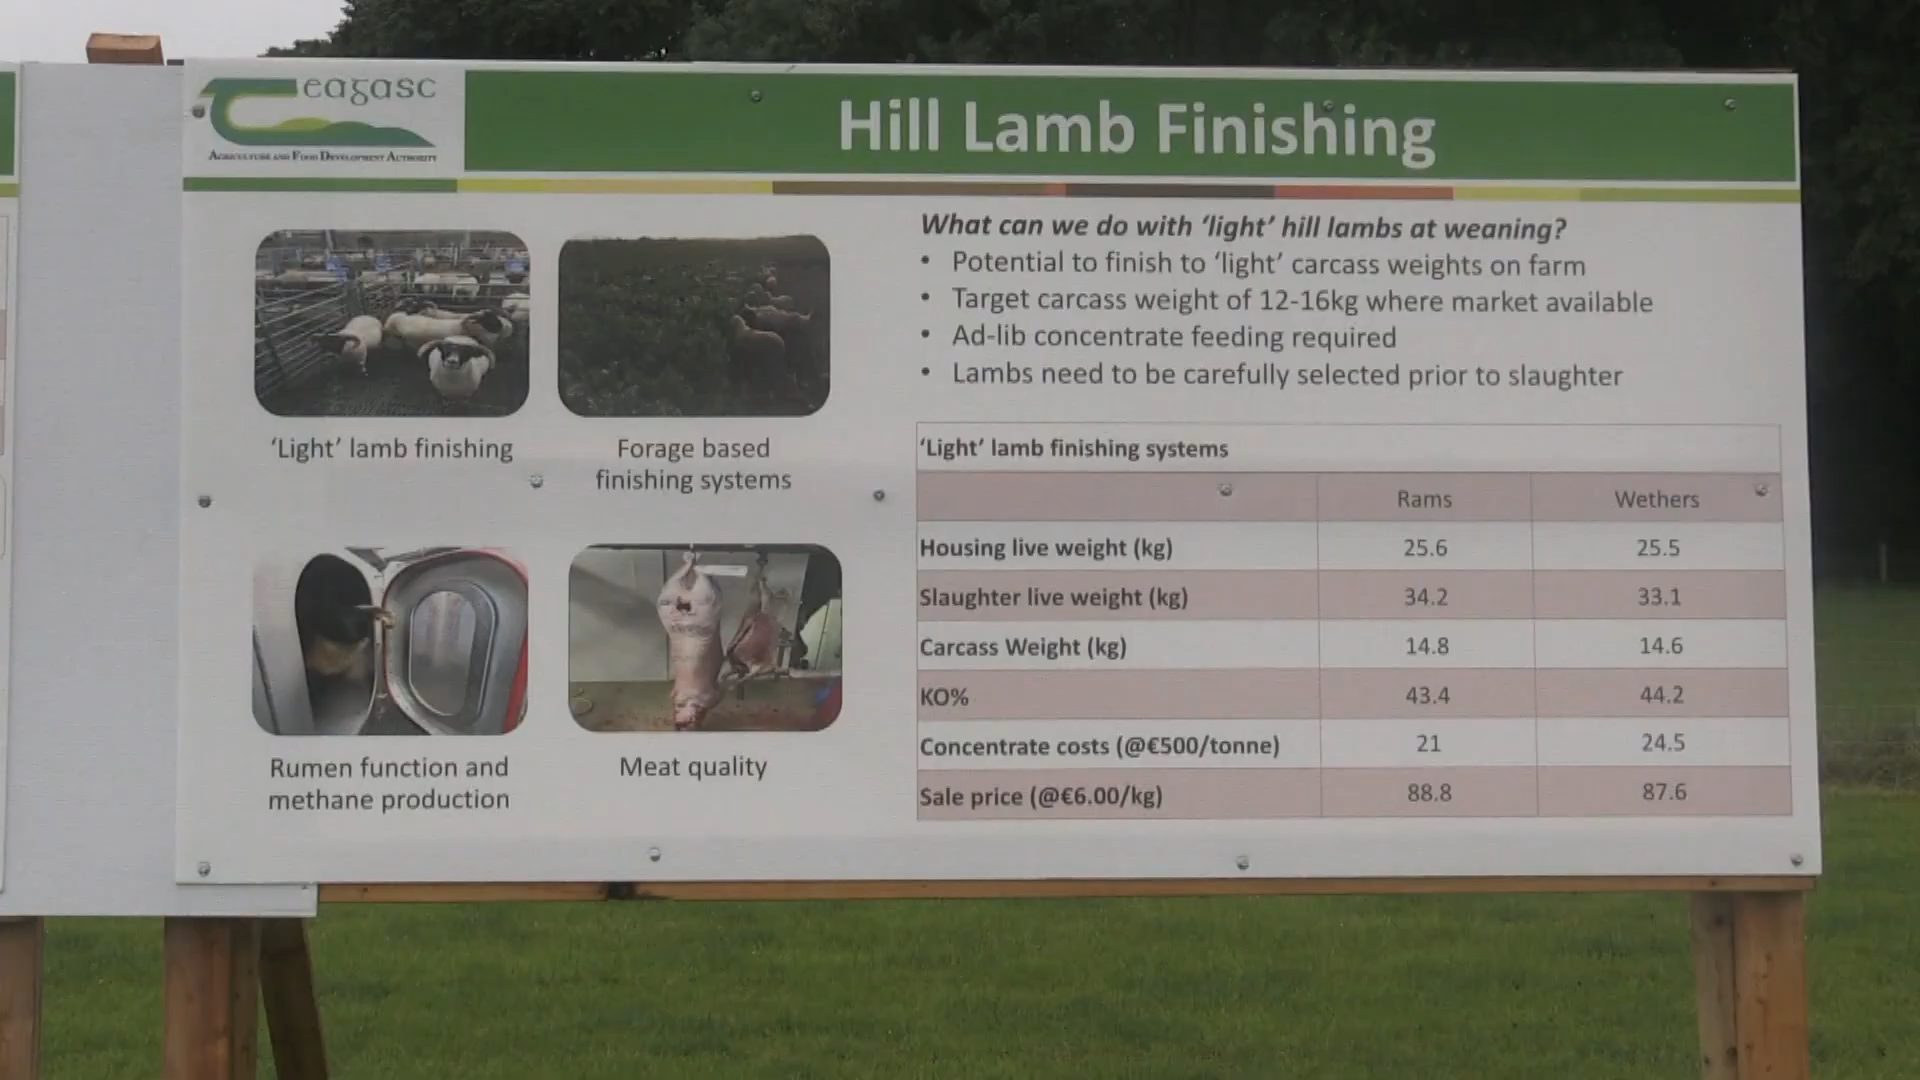 eagasc
AGRICULTURE AND FOOD DEVELOPMENT AUTHORITY
Hill Lamb Finishing
'Light' lamb finishing
Forage based
finishing systems
Rumen function and
methane production
Meat quality
What can we do with 'light' hill lambs at weaning?
• Potential to finish to 'light' carcass weights on farm
• Target carcass weight of 12-16kg where market available
• Ad-lib concentrate feeding required
• Lambs need to be carefully selected prior to slaughter
'Light' lamb finishing systems
Rams Wethers
Housing live weight (kg) 25.6 25.5
Slaughter live weight (kg) 34.2 33.1
Carcass Weight (kg) 14.8 14.6
KO% 43.4 44.2
Concentrate costs (@€500/tonne) 21 24.5
Sale price (@€6.00/kg) 88.8 87.6